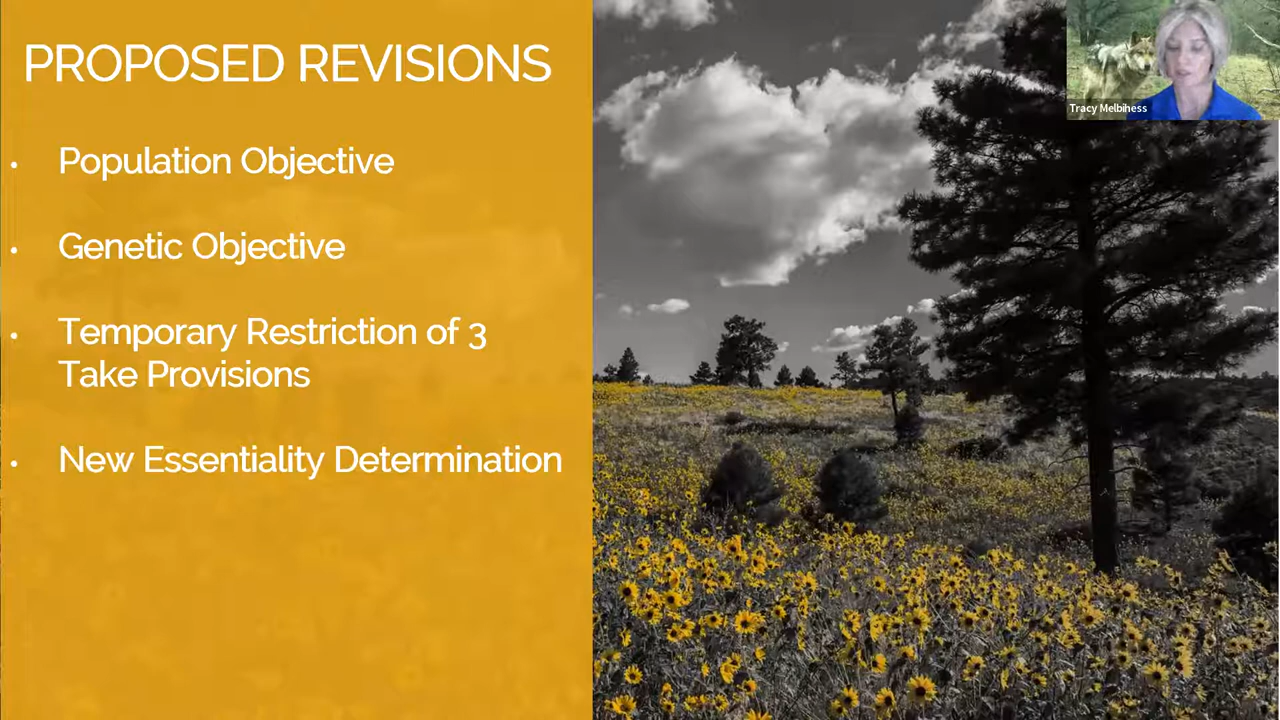 PROPOSED REVISIONS
Tracy Melbihess
• Population Objective
• Genetic Objective
• Temporary Restriction of 3
Take Provisions
• New Essentiality Determination